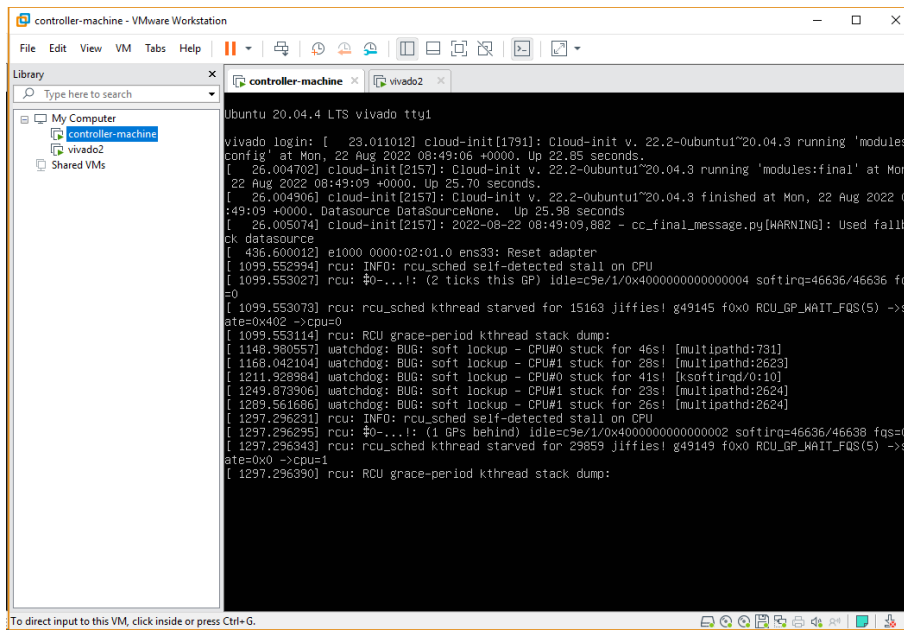 controller-machine - VMware Workstation
File Edit View VM Tabs Help
Library
Type here to search
My Computer
controller-machine
vivado2
Shared VMs
controller-machine
vivado2
Ubuntu 20.04.4 LTS vivado tty1
vivado login: [   23.011012] cloud-init[1791]: Cloud-init v. 22.2-0ubuntu1~20.04.3 running 'modules
config' at Mon, 22 Aug 2022 08:49:06 +0000. Up 22.85 seconds.
[   26.004702] cloud-init[2157]: Cloud-init v. 22.2-0ubuntu1~20.04.3 running 'modules:final' at Mon
 22 Aug 2022 08:49:09 +0000. Up 25.70 seconds.
[   26.004906] cloud-init[2157]: Cloud-init v. 22.2-0ubuntu1~20.04.3 finished at Mon, 22 Aug 2022 0
:49:09 +0000. Datasource DataSourceNone.  Up 25.98 seconds
[   26.005074] cloud-init[2157]: 2022-08-22 08:49:09,882 - cc_final_message.py[WARNING]: Used fallb
ck datasource
[  436.600012] e1000 0000:02:01.0 ens33: Reset adapter
[ 1099.552994] rcu: INFO: rcu_sched self-detected stall on CPU
[ 1099.553027] rcu: ‡0-...!: (2 ticks this GP) idle=c9e/1/0x4000000000000004 softirq=46636/46636 f
=0
[ 1099.553073] rcu: rcu_sched kthread starved for 15163 jiffies! g49145 f0x0 RCU_GP_WAIT_FQS(5) ->s
ate=0x402 ->cpu=0
[ 1099.553114] rcu: RCU grace-period kthread stack dump:
[ 1148.980557] watchdog: BUG: soft lockup - CPU#0 stuck for 46s! [multipathd:731]
[ 1168.042104] watchdog: BUG: soft lockup - CPU#1 stuck for 28s! [multipathd:2623]
[ 1211.928984] watchdog: BUG: soft lockup - CPU#0 stuck for 41s! [ksoftirqd/0:10]
[ 1249.873906] watchdog: BUG: soft lockup - CPU#1 stuck for 23s! [multipathd:2624]
[ 1289.561686] watchdog: BUG: soft lockup - CPU#1 stuck for 26s! [multipathd:2624]
[ 1297.296231] rcu: INFO: rcu_sched self-detected stall on CPU
[ 1297.296295] rcu: ‡0-...!: (1 GPs behind) idle=c9e/1/0x4000000000000002 softirq=46636/46638 fqs=0
[ 1297.296343] rcu: rcu_sched kthread starved for 29859 jiffies! g49149 f0x0 RCU_GP_WAIT_FQS(5) ->s
ate=0x0 ->cpu=1
[ 1297.296390] rcu: RCU grace-period kthread stack dump:
To direct input to this VM, click inside or press Ctrl+G.